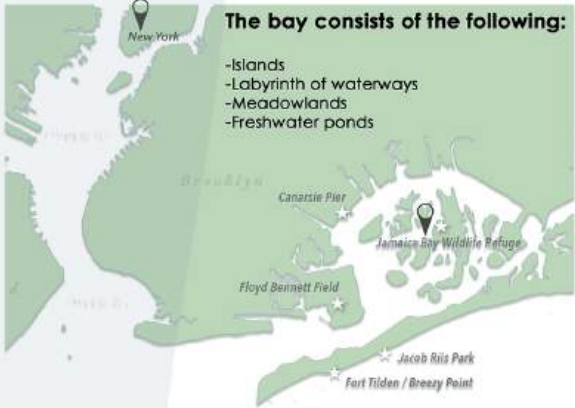 The bay consists of the following:
New York
-Islands
-Labyrinth of waterways
-Meadowlands
-Freshwater ponds
Brooklyn
Canarsie Pier
Jamaica Bay Wildlife Refuge
Floyd Bennett Field
Jacob Riis Park
Fort Tilden / Breezy Point